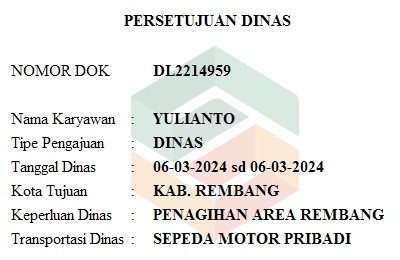 PERSETUJUAN DINAS
NOMOR DOK DL2214959
Nama Karyawan : YULIANTO
Tipe Pengajuan : DINAS
Tanggal Dinas : 06-03-2024 sd 06-03-2024
Kota Tujuan : KAB. REMBANG
Keperluan Dinas : PENAGIHAN AREA REMBANG
Transportasi Dinas : SEPEDA MOTOR PRIBADI